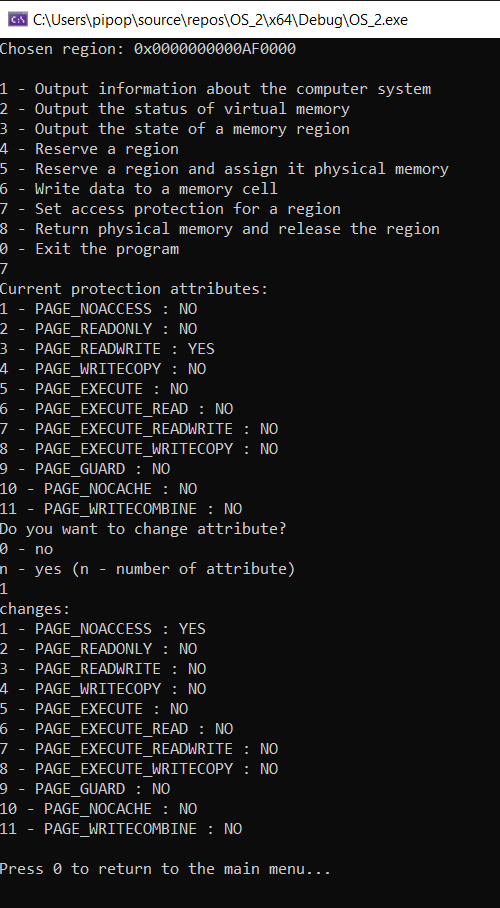 C:\Users\pipop\source\repos\OS_2\x64\Debug\OS_2.exe
Chosen region: 0x0000000000AF0000
1 - Output information about the computer system
2 - Output the status of virtual memory
3 - Output the state of a memory region
4 - Reserve a region
5 - Reserve a region and assign it physical memory
6 - Write data to a memory cell
7 - Set access protection for a region
8 - Return physical memory and release the region
0 - Exit the program
7
Current protection attributes:
1 - PAGE_NOACCESS : NO
2 - PAGE_READONLY : NO
3 - PAGE_READWRITE : YES
4 - PAGE_WRITECOPY : NO
5 - PAGE_EXECUTE : NO
6 - PAGE_EXECUTE_READ : NO
7 - PAGE_EXECUTE_READWRITE : NO
8 - PAGE_EXECUTE_WRITECOPY : NO
9 - PAGE_GUARD : NO
10 - PAGE_NOCACHE : NO
11 - PAGE_WRITECOMBINE : NO
Do you want to change attribute?
0 - no
n - yes (n - number of attribute)
1
changes:
1 - PAGE_NOACCESS : YES
2 - PAGE_READONLY : NO
3 - PAGE_READWRITE : NO
4 - PAGE_WRITECOPY : NO
5 - PAGE_EXECUTE : NO
6 - PAGE_EXECUTE_READ : NO
7 - PAGE_EXECUTE_READWRITE : NO
8 - PAGE_EXECUTE_WRITECOPY : NO
9 - PAGE_GUARD : NO
10 - PAGE_NOCACHE : NO
11 - PAGE_WRITECOMBINE : NO
Press 0 to return to the main menu...